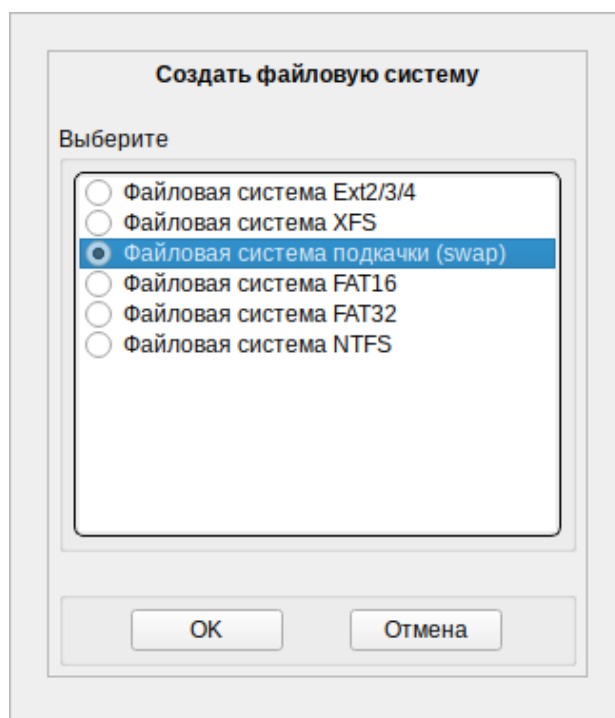 Создать файловую систему
Выберите
Файловая система Ext2/3/4
Файловая система XFS
Файловая система подкачки (swap)
Файловая система FAT16
Файловая система FAT32
Файловая система NTFS
OK
Отмена